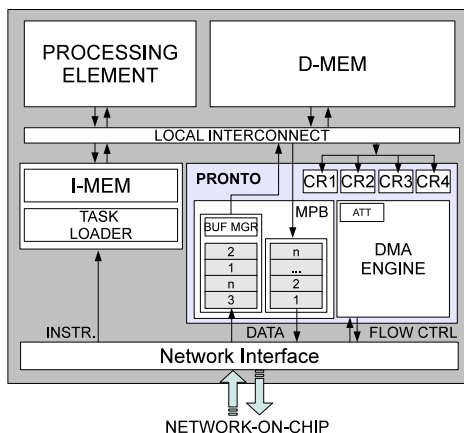 PROCESSING
ELEMENT
D-MEM
LOCAL INTERCONNECT
I-MEM
TASK
LOADER
PRONTO
CR1 CR2 CR3 CR4
MPB
BUF MGR
2
1
n
3
n
...
2
1
ATT
DMA
ENGINE
INSTR.
DATA
FLOW CTRL
Network Interface
NETWORK-ON-CHIP